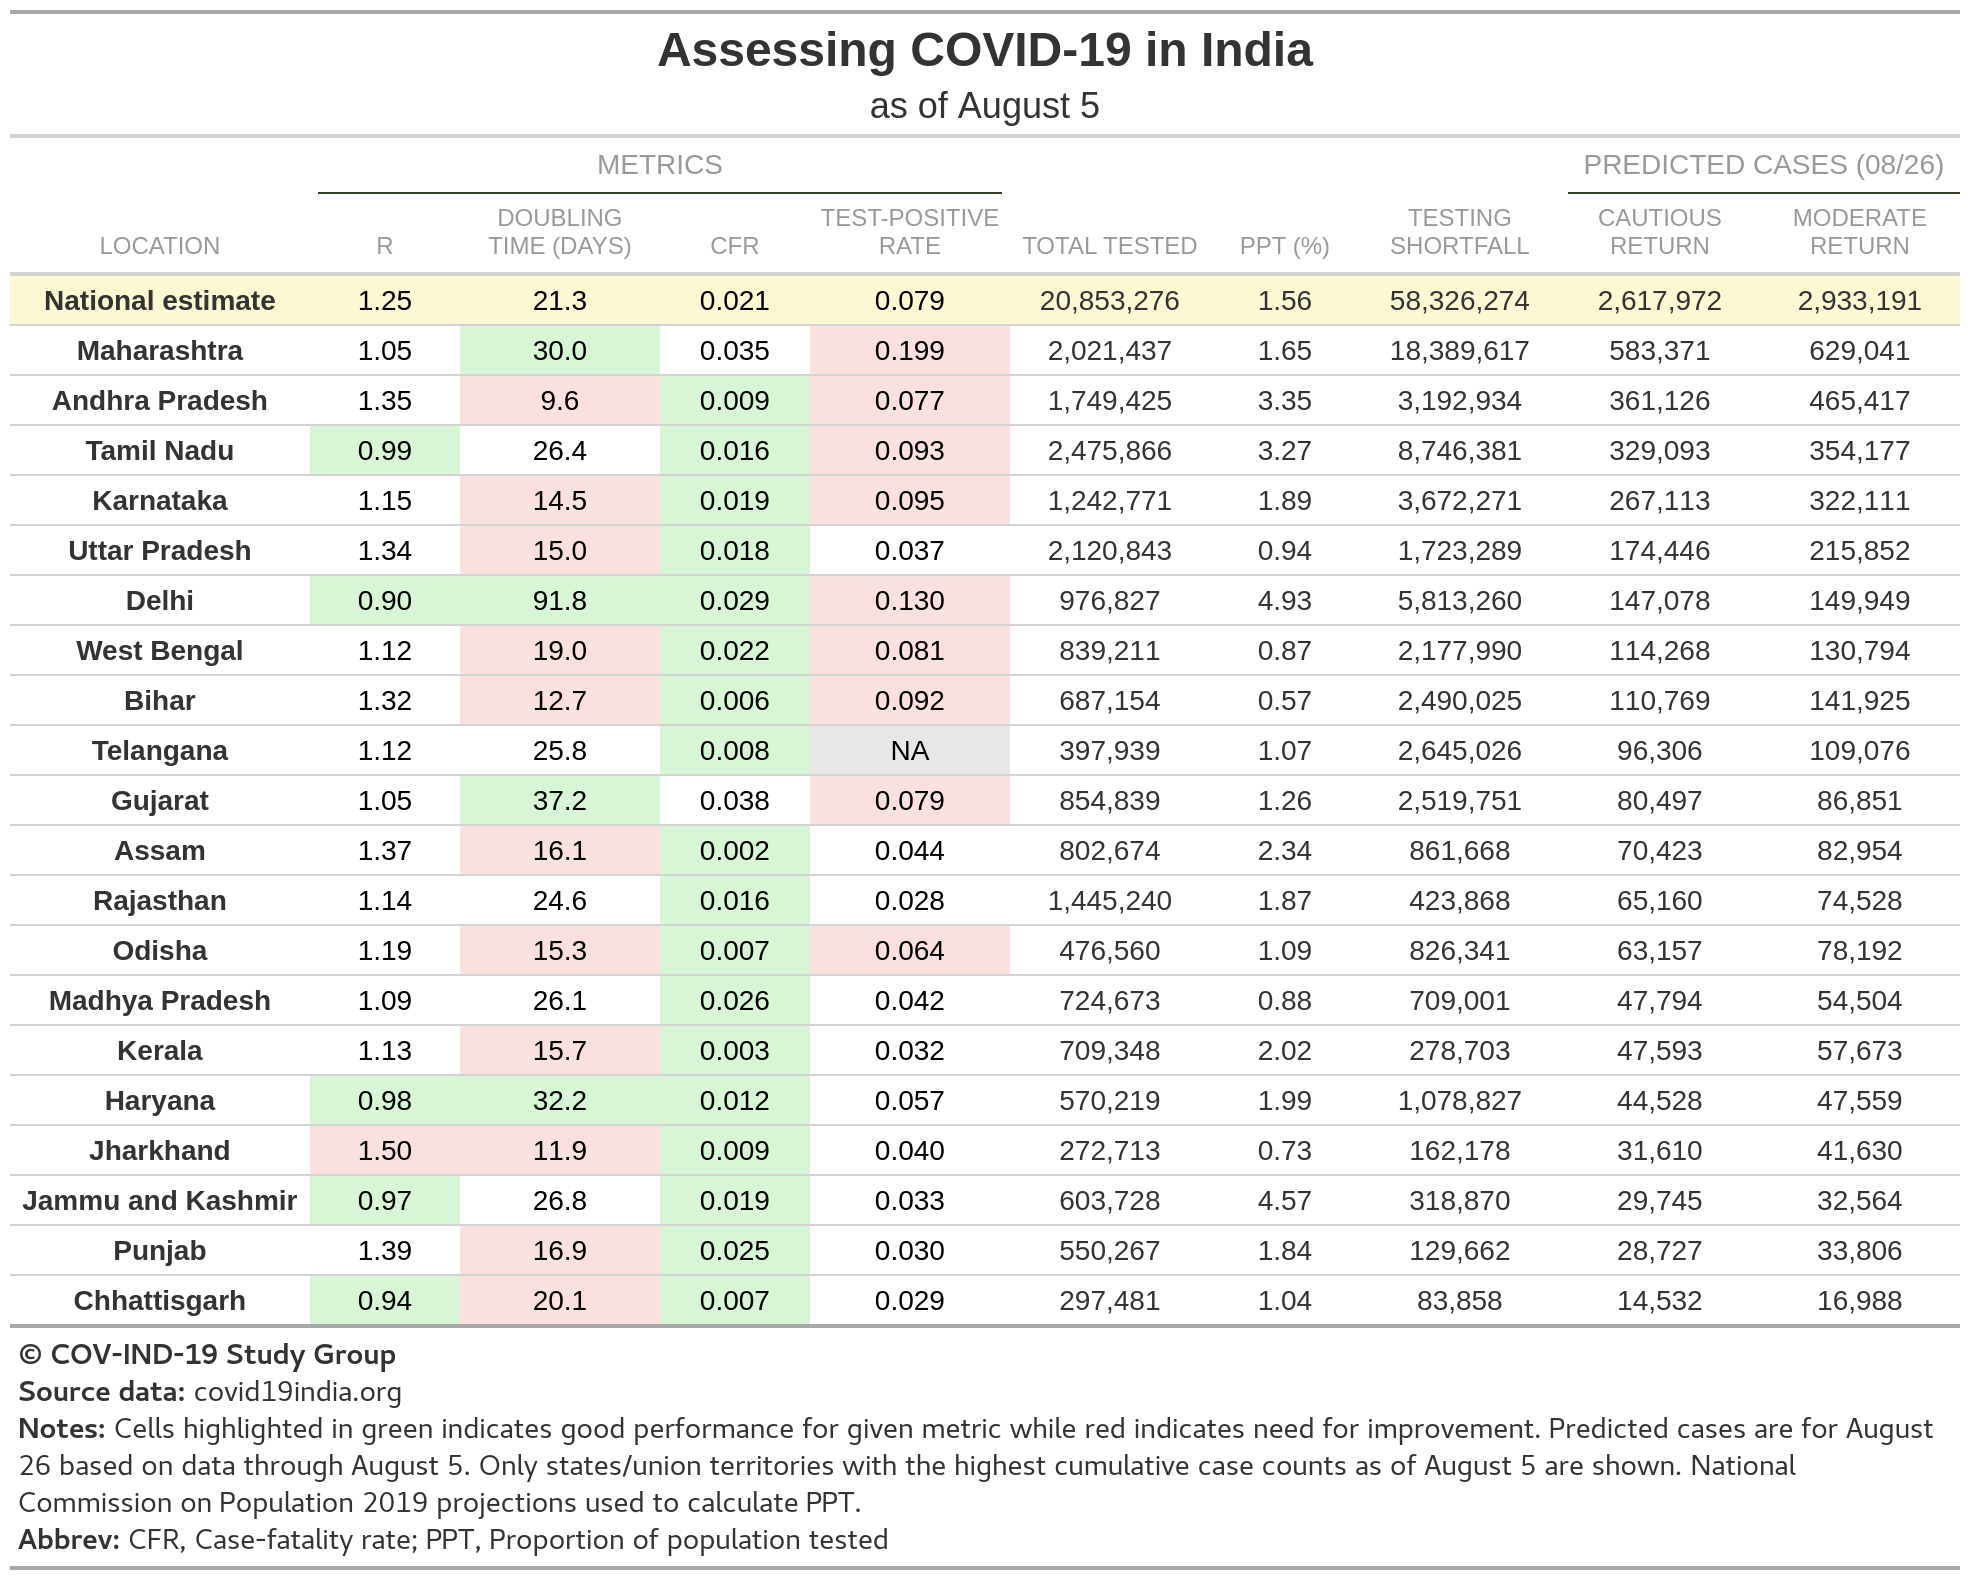 Assessing COVID-19 in India
as of August 5
METRICS PREDICTED CASES (08/26)
LOCATION R DOUBLING TIME (DAYS) CFR TEST-POSITIVE RATE TOTAL TESTED PPT (%) TESTING SHORTFALL CAUTIOUS RETURN MODERATE RETURN
National estimate 1.25 21.3 0.021 0.079 20,853,276 1.56 58,326,274 2,617,972 2,933,191
Maharashtra 1.05 30.0 0.035 0.199 2,021,437 1.65 18,389,617 583,371 629,041
Andhra Pradesh 1.35 9.6 0.009 0.077 1,749,425 3.35 3,192,934 361,126 465,417
Tamil Nadu 0.99 26.4 0.016 0.093 2,475,866 3.27 8,746,381 329,093 354,177
Karnataka 1.15 14.5 0.019 0.095 1,242,771 1.89 3,672,271 267,113 322,111
Uttar Pradesh 1.34 15.0 0.018 0.037 2,120,843 0.94 1,723,289 174,446 215,852
Delhi 0.90 91.8 0.029 0.130 976,827 4.93 5,813,260 147,078 149,949
West Bengal 1.12 19.0 0.022 0.081 839,211 0.87 2,177,990 114,268 130,794
Bihar 1.32 12.7 0.006 0.092 687,154 0.57 2,490,025 110,769 141,925
Telangana 1.12 25.8 0.008 NA 397,939 1.07 2,645,026 96,306 109,076
Gujarat 1.05 37.2 0.038 0.079 854,839 1.26 2,519,751 80,497 86,851
Assam 1.37 16.1 0.002 0.044 802,674 2.34 861,668 70,423 82,954
Rajasthan 1.14 24.6 0.016 0.028 1,445,240 1.87 423,868 65,160 74,528
Odisha 1.19 15.3 0.007 0.064 476,560 1.09 826,341 63,157 78,192
Madhya Pradesh 1.09 26.1 0.026 0.042 724,673 0.88 709,001 47,794 54,504
Kerala 1.13 15.7 0.003 0.032 709,348 2.02 278,703 47,593 57,673
Haryana 0.98 32.2 0.012 0.057 570,219 1.99 1,078,827 44,528 47,559
Jharkhand 1.50 11.9 0.009 0.040 272,713 0.73 162,178 31,610 41,630
Jammu and Kashmir 0.97 26.8 0.019 0.033 603,728 4.57 318,870 29,745 32,564
Punjab 1.39 16.9 0.025 0.030 550,267 1.84 129,662 28,727 33,806
Chhattisgarh 0.94 20.1 0.007 0.029 297,481 1.04 83,858 14,532 16,988
© COV-IND-19 Study Group
Source data: covid19india.org
Notes: Cells highlighted in green indicates good performance for given metric while red indicates need for improvement. Predicted cases are for August
26 based on data through August 5. Only states/union territories with the highest cumulative case counts as of August 5 are shown. National
Commission on Population 2019 projections used to calculate PPT.
Abbrev: CFR, Case-fatality rate; PPT, Proportion of population tested